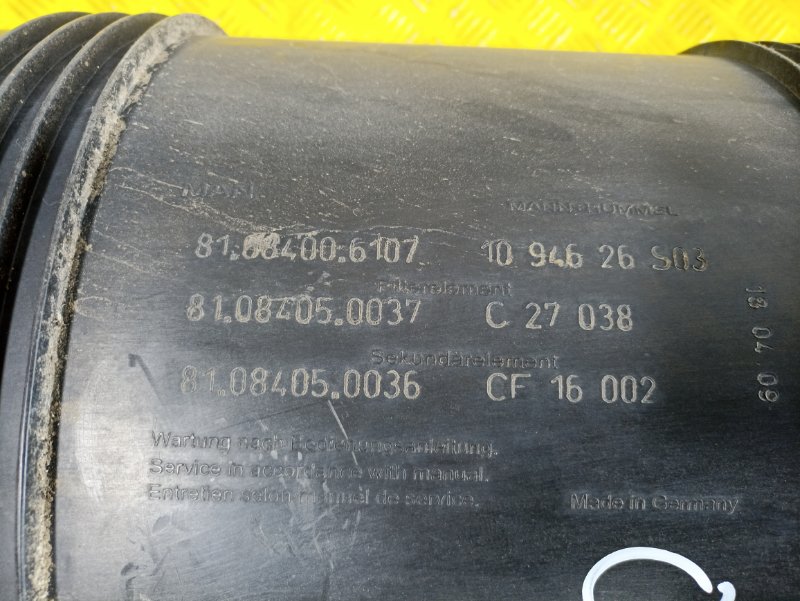 MAN MANN+HUMMEL
81.08400.6107 10 946 26 S03
Filterelement
81.08405.0037 C 27 038
Sekundärelement
81.08405.0036 CF 16 002
Wartung nach Bedienungsanleitung.
Service in accordance with manual.
Entretien selon manuel de service.
Made in Germany
18 04 09